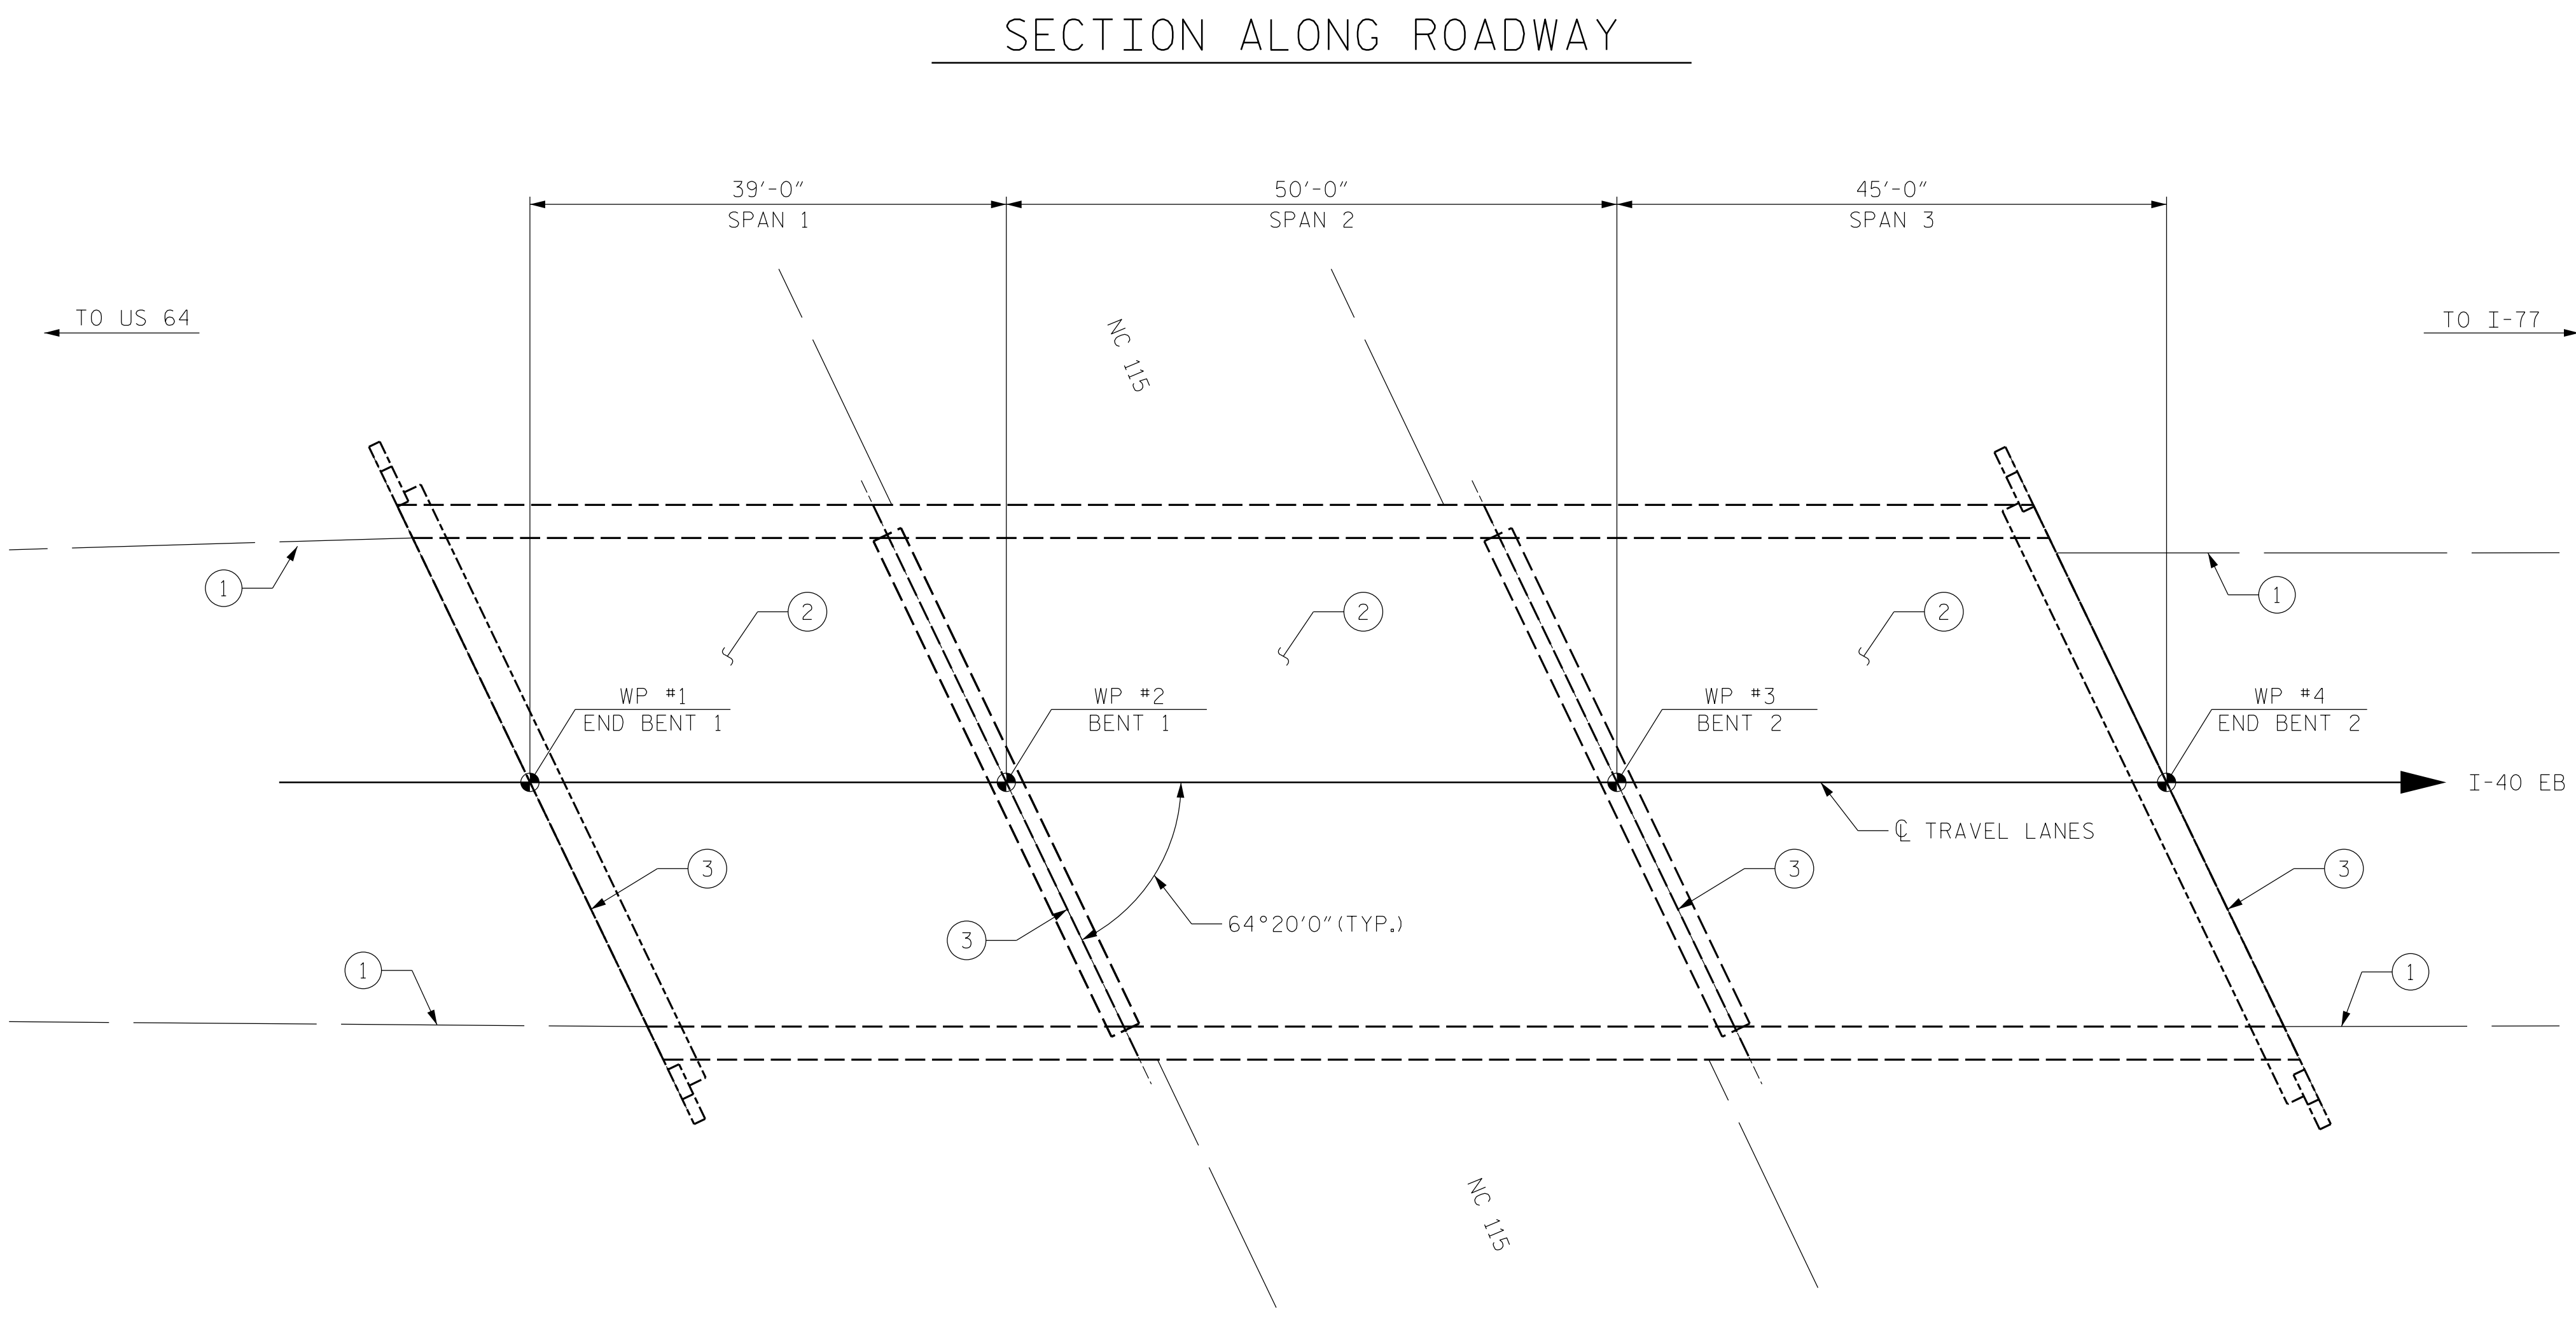 SECTION ALONG ROADWAY
39'-0" 50'-0" 45'-0"
SPAN 1 SPAN 2 SPAN 3
TO US 64 NC 115 TO I-77
1 2 2 2 1
WP #1 WP #2 WP #3 WP #4
END BENT 1 BENT 1 BENT 2 END BENT 2
I-40 EB
℄ TRAVEL LANES
3 3 3
64°20'0"(TYP.)
3
1 1
NC 115